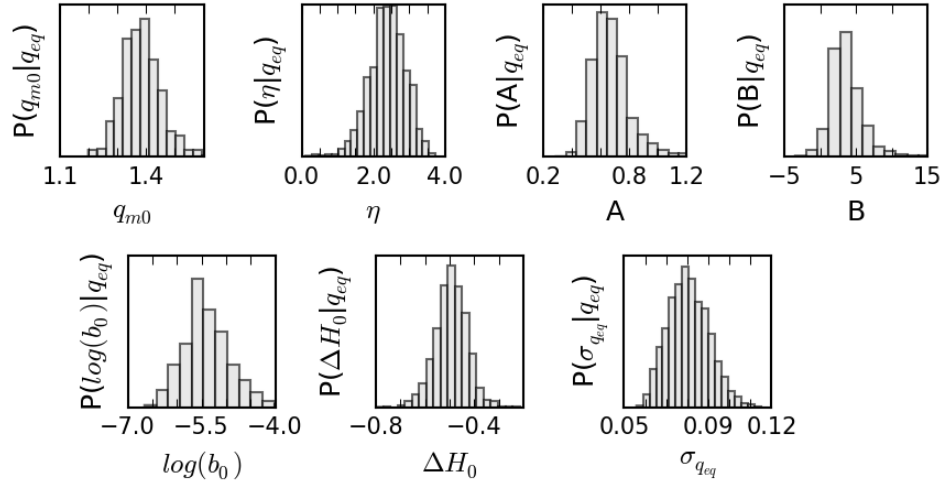 P(q_{m0}|q_{eq})
1.1 1.4
q_{m0}
P(η|q_{eq})
0.0 2.0 4.0
η
P(A|q_{eq})
0.2 0.8 1.2
A
P(B|q_{eq})
−5 5 15
B
P(log(b_0)|q_{eq})
−7.0 −5.5 −4.0
log(b_0)
P(ΔH_0|q_{eq})
−0.8 −0.4
ΔH_0
P(σ_{q_{eq}}|q_{eq})
0.05 0.09 0.12
σ_{q_{eq}}